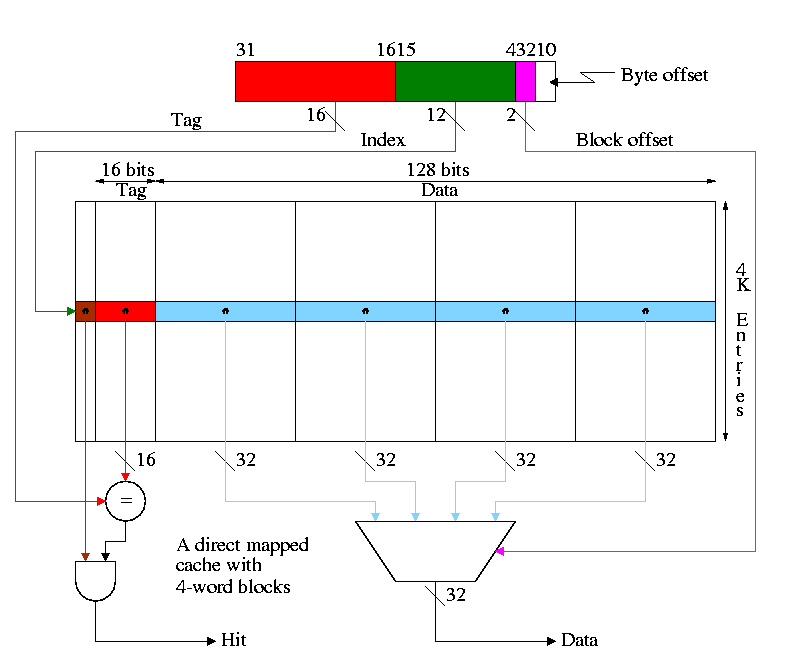 31 1615 43210
Byte offset
16 12 2
Tag
Index
Block offset
16 bits
128 bits
Tag
Data
4K Entries
16 32 32 32 32
=
A direct mapped
cache with
4-word blocks
32
Hit
Data